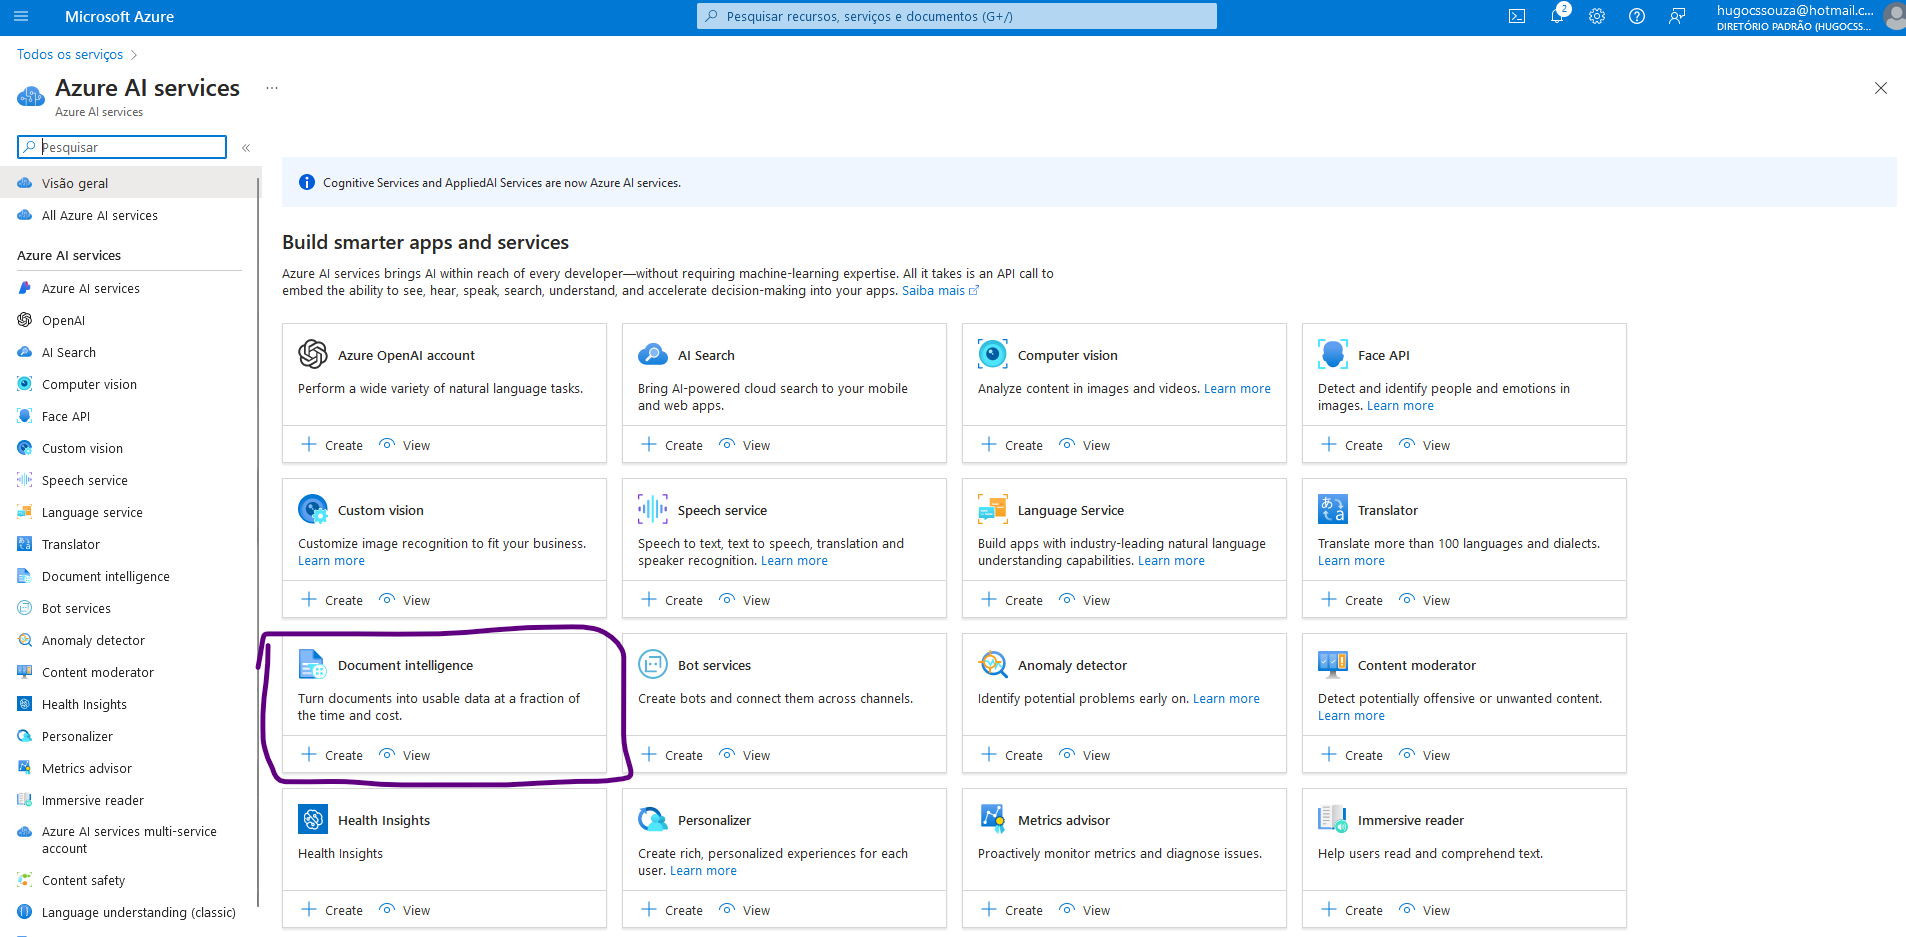 Microsoft Azure
Pesquisar recursos, serviços e documentos (G+/)
2
hugocssouza@hotmail.c...
DIRETÓRIO PADRÃO (HUGOCSS...
Todos os serviços
Azure AI services
...
Azure AI services
Pesquisar
«
Visão geral
All Azure AI services
Azure AI services
Azure AI services
OpenAI
AI Search
Computer vision
Face API
Custom vision
Speech service
Language service
Translator
Document intelligence
Bot services
Anomaly detector
Content moderator
Health Insights
Personalizer
Metrics advisor
Immersive reader
Azure AI services multi-service
account
Content safety
Language understanding (classic)
Cognitive Services and AppliedAI Services are now Azure AI services.
Build smarter apps and services
Azure AI services brings AI within reach of every developer—without requiring machine-learning expertise. All it takes is an API call to
embed the ability to see, hear, speak, search, understand, and accelerate decision-making into your apps. Saiba mais
Azure OpenAI account
Perform a wide variety of natural language tasks.
Create View
AI Search
Bring AI-powered cloud search to your mobile
and web apps.
Create View
Computer vision
Analyze content in images and videos. Learn more
Create View
Face API
Detect and identify people and emotions in
images. Learn more
Create View
Custom vision
Customize image recognition to fit your business.
Learn more
Create View
Speech service
Speech to text, text to speech, translation and
speaker recognition. Learn more
Create View
Language Service
Build apps with industry-leading natural language
understanding capabilities. Learn more
Create View
Translator
Translate more than 100 languages and dialects.
Learn more
Create View
Document intelligence
Turn documents into usable data at a fraction of
the time and cost.
Create View
Bot services
Create bots and connect them across channels.
Create View
Anomaly detector
Identify potential problems early on. Learn more
Create View
Content moderator
Detect potentially offensive or unwanted content.
Learn more
Create View
Health Insights
Health Insights
Create View
Personalizer
Create rich, personalized experiences for each
user. Learn more
Create View
Metrics advisor
Proactively monitor metrics and diagnose issues.
Create View
Immersive reader
Help users read and comprehend text.
Create View